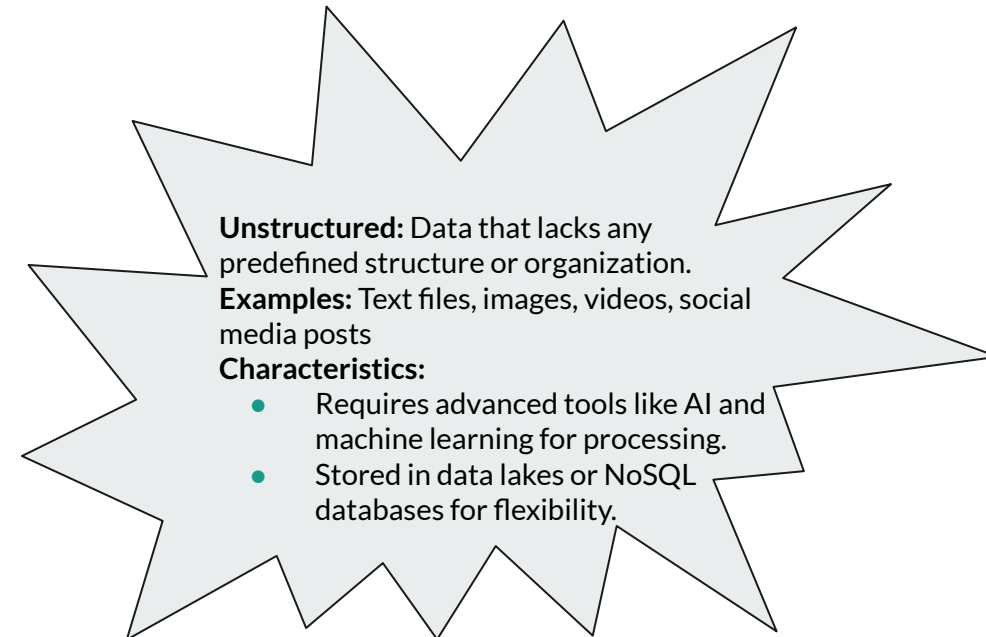 Unstructured: Data that lacks any
predefined structure or organization.
Examples: Text files, images, videos, social
media posts
Characteristics:
● Requires advanced tools like AI and
machine learning for processing.
● Stored in data lakes or NoSQL
databases for flexibility.